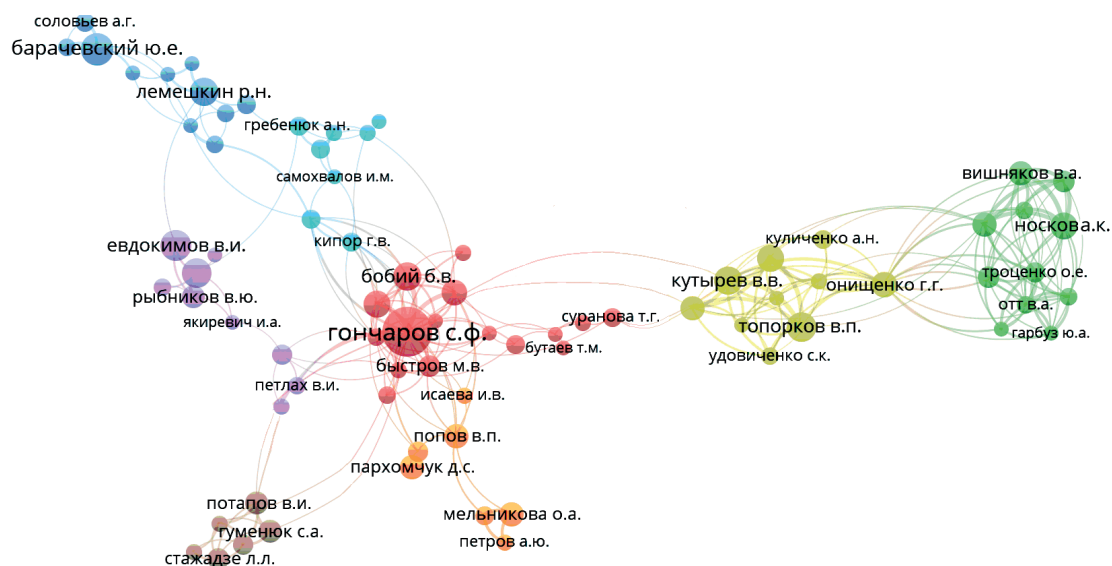 соловьев а.г.
барачевский ю.е.
лемешкин р.н.
гребенюк а.н.
самохвалов и.м.
кипор г.в.
евдокимов в.и.
рыбников в.ю.
якиревич и.а.
петлах в.и.
бобий б.в.
гончаров с.ф.
быстров м.в.
исаева и.в.
суранова т.г.
бутаев т.м.
попов в.п.
пархомчук д.с.
мельникова о.а.
петров а.ю.
потапов в.и.
гуменюк с.а.
стажадзе л.л.
куличенко а.н.
кутырев в.в.
онищенко г.г.
топорков в.п.
удовиченко с.к.
вишняков в.а.
носкова.к.
троценко о.е.
отт в.а.
гарбуз ю.а.